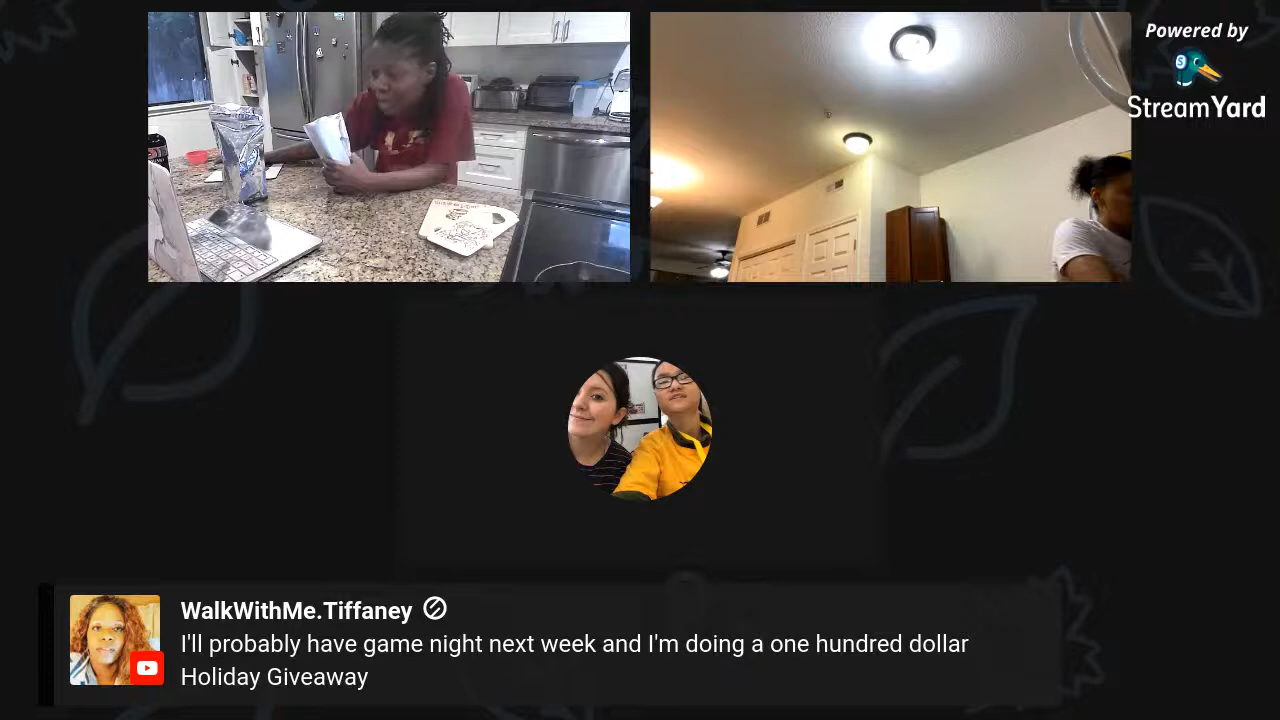 Powered by
StreamYard
WalkWithMe.Tiffaney
I'll probably have game night next week and I'm doing a one hundred dollar
Holiday Giveaway